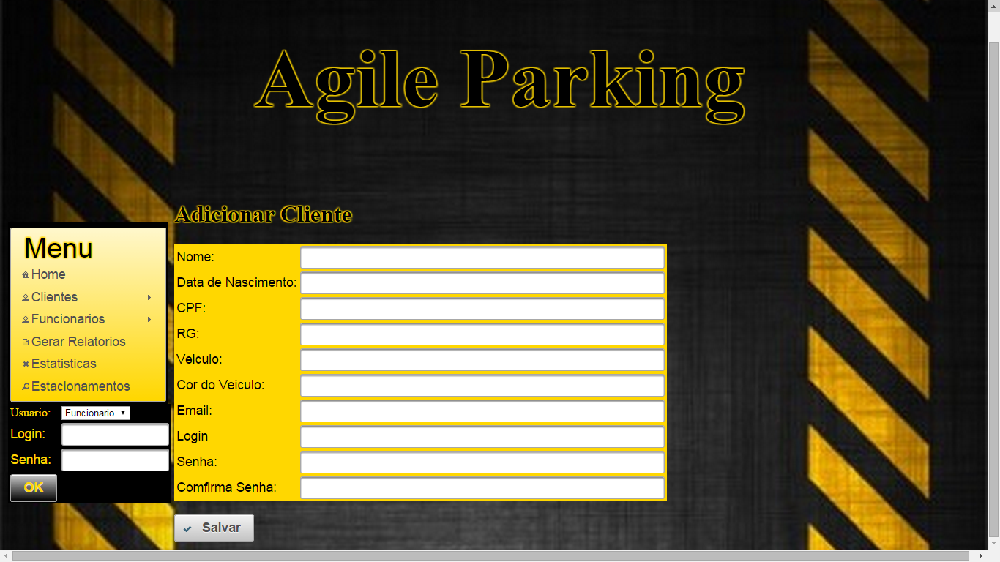 Agile Parking
Adicionar Cliente
Menu
Home
Clientes
Funcionarios
Gerar Relatorios
Estatisticas
Estacionamentos
Usuario: Funcionario
Login:
Senha:
OK
Nome:
Data de Nascimento:
CPF:
RG:
Veiculo:
Cor do Veiculo:
Email:
Login
Senha:
Comfirma Senha:
Salvar